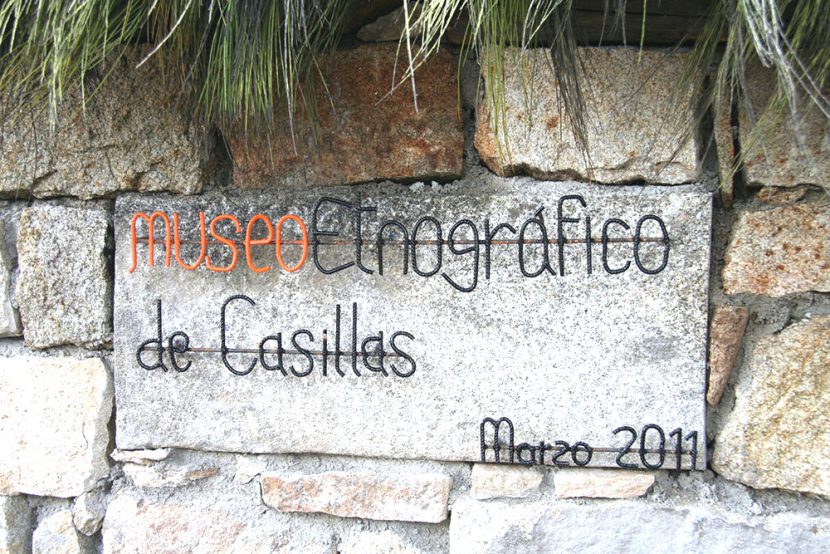 museo Etnográfico
de Casillas
Marzo 2011